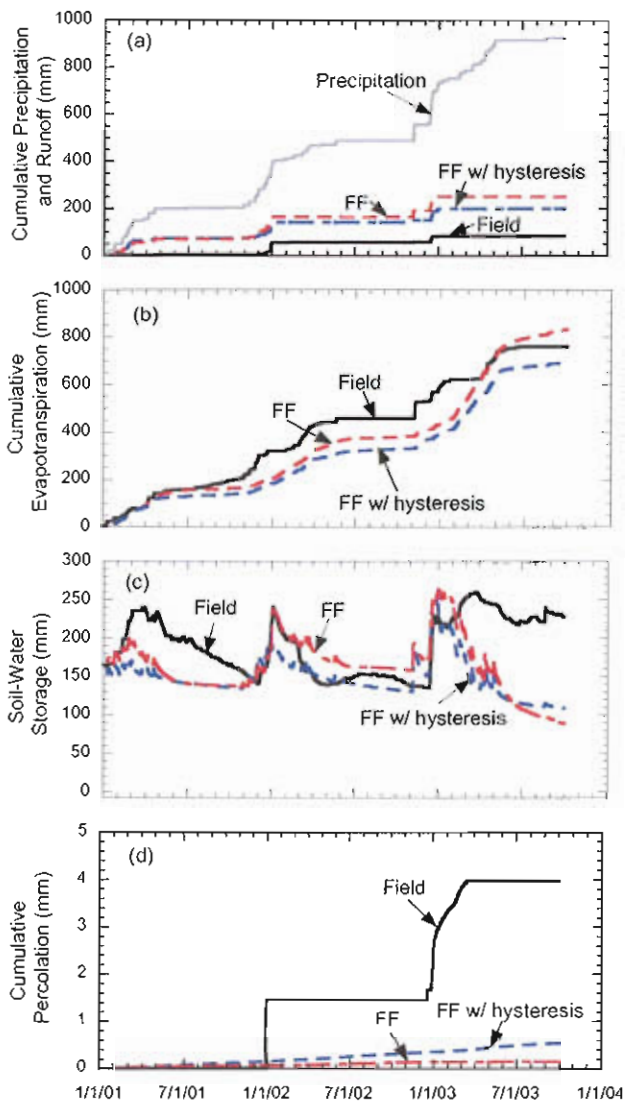 (a)
1000
800
600
400
200
0
Cumulative Precipitation
and Runoff (mm)
Precipitation
FF w/ hysteresis
FF
Field
(b)
1000
800
600
400
200
0
Cumulative
Evapotranspiration (mm)
Field
FF
FF w/ hysteresis
(c)
300
250
200
150
100
50
0
Soil-Water
Storage (mm)
Field
FF
FF w/ hysteresis
(d)
5
4
3
2
1
0
Cumulative
Percolation (mm)
Field
FF w/ hysteresis
FF
1/1/01 7/1/01 1/1/02 7/1/02 1/1/03 7/1/03 1/1/04